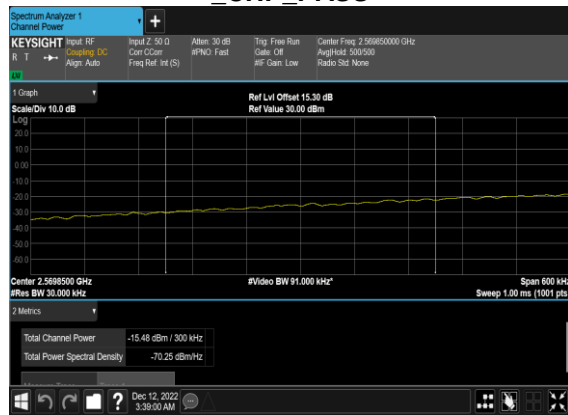 Spectrum Analyzer 1
Channel Power
+
KEYSIGHT
R T
Input: RF
Coupling: DC
Align: Auto
Input Z: 50 Ω
Corr CCorr
Freq Ref: Int (S)
Atten: 30 dB
#PNO: Fast
Trig: Free Run
Gate: Off
#IF Gain: Low
Center Freq: 2.569850000 GHz
Avg|Hold: 500/500
Radio Std: None
1 Graph
Scale/Div 10.0 dB
Ref Lvl Offset 15.30 dB
Ref Value 30.00 dBm
Log
20.0
10.0
0.00
-10.0
-20.0
-30.0
-40.0
-50.0
-60.0
Center 2.5698500 GHz
#Res BW 30.000 kHz
#Video BW 91.000 kHz*
Span 600 kHz
Sweep 1.00 ms (1001 pts
2 Metrics
Total Channel Power -15.48 dBm / 300 kHz
Total Power Spectral Density -70.25 dBm/Hz
?
Dec 12, 2022
3:39:00 AM